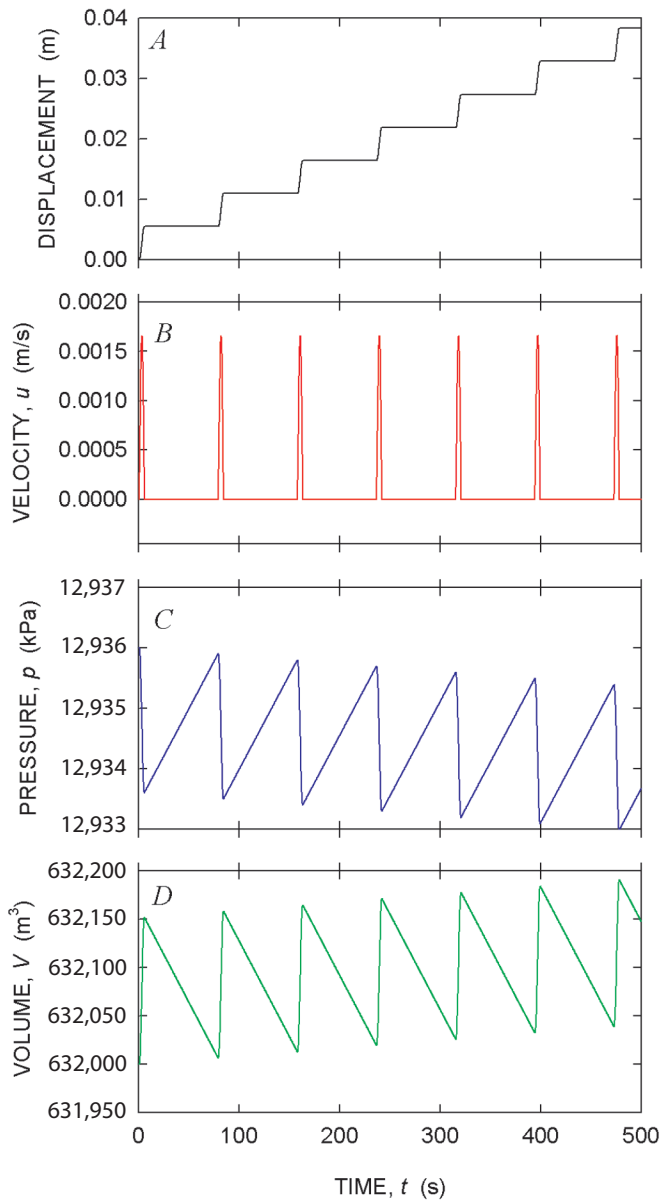 A
DISPLACEMENT (m)
0.04
0.03
0.02
0.01
0.00
B
VELOCITY, u (m/s)
0.0020
0.0015
0.0010
0.0005
0.0000
C
PRESSURE, p (kPa)
12,937
12,936
12,935
12,934
12,933
D
VOLUME, V (m³)
632,200
632,150
632,100
632,050
632,000
631,950
0 100 200 300 400 500
TIME, t (s)